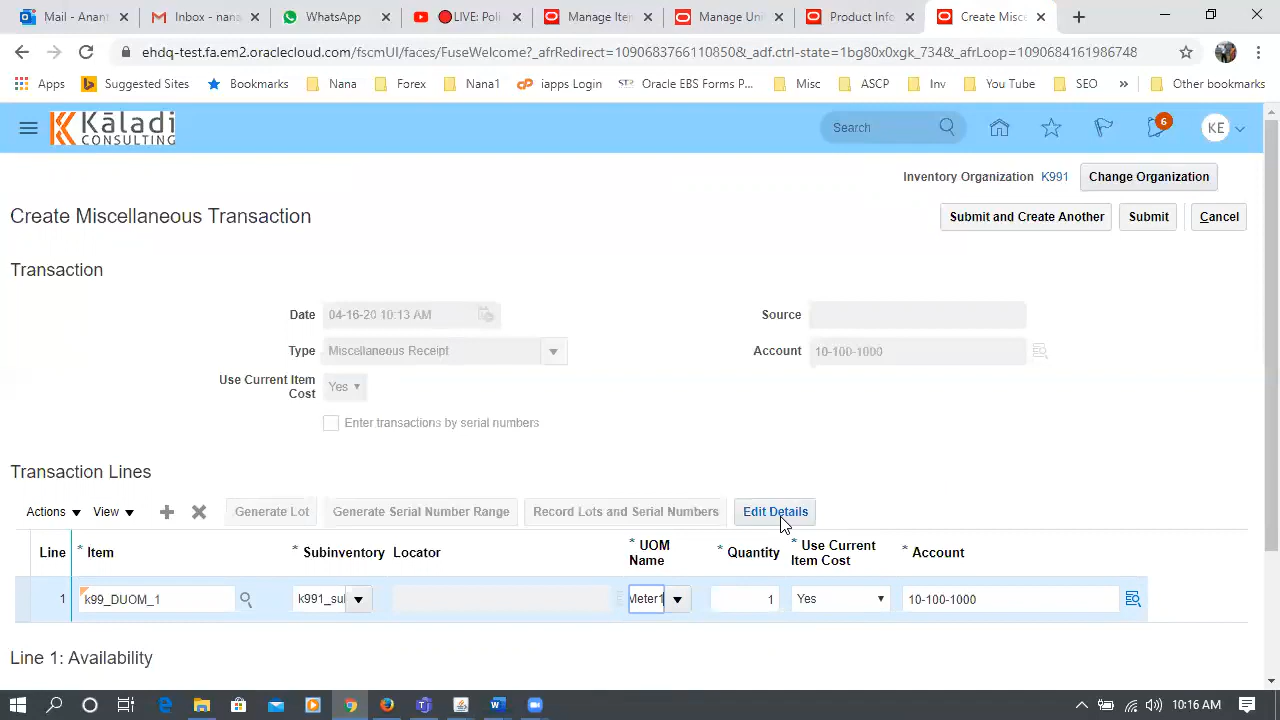 Mail - Anant
Inbox - nana
WhatsApp
LIVE: Poli
Manage Iter
Manage Uni
Product Info
Create Misc
ehdq-test.fa.em2.oraclecloud.com/fscmUI/faces/FuseWelcome?_afrRedirect=1090683766110850&_adf.ctrl-state=1bg80x0xgk_734&_afrLoop=1090684161986748
Apps
Suggested Sites
Bookmarks
Nana
Forex
Nana1
iapps Login
Oracle EBS Forms P...
Misc
ASCP
Inv
You Tube
SEO
»
Other bookmarks
Kāladi
CONSULTING
Search
6
KE
Inventory Organization K991
Change Organization
Create Miscellaneous Transaction
Submit and Create Another
Submit
Cancel
Transaction
Date 04-16-20 10:13 AM
Source
Type Miscellaneous Receipt
Account 10-100-1000
Use Current Item
Cost
Yes
Enter transactions by serial numbers
Transaction Lines
Actions
View
Generate Lot
Generate Serial Number Range
Record Lots and Serial Numbers
Edit Details
Line
* Item
* Subinventory
Locator
* UOM
Name
* Quantity
* Use Current
Item Cost
* Account
1
k99_DUOM_1
k991_su
Meter1
1
Yes
10-100-1000
Line 1: Availability
10:16 AM